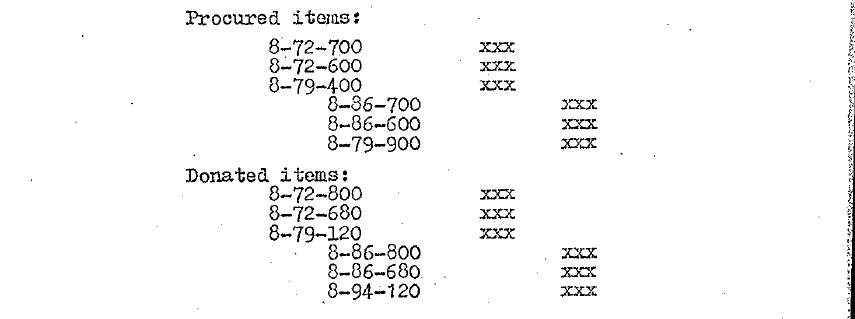 Procured items:
8-72-700 xxx
8-72-600 xxx
8-79-400 xxx
8-86-700 xxx
8-86-600 xxx
8-79-900 xxx
Donated items:
8-72-800 xxx
8-72-680 xxx
8-79-120 xxx
8-86-800 xxx
8-86-680 xxx
8-94-120 xxx